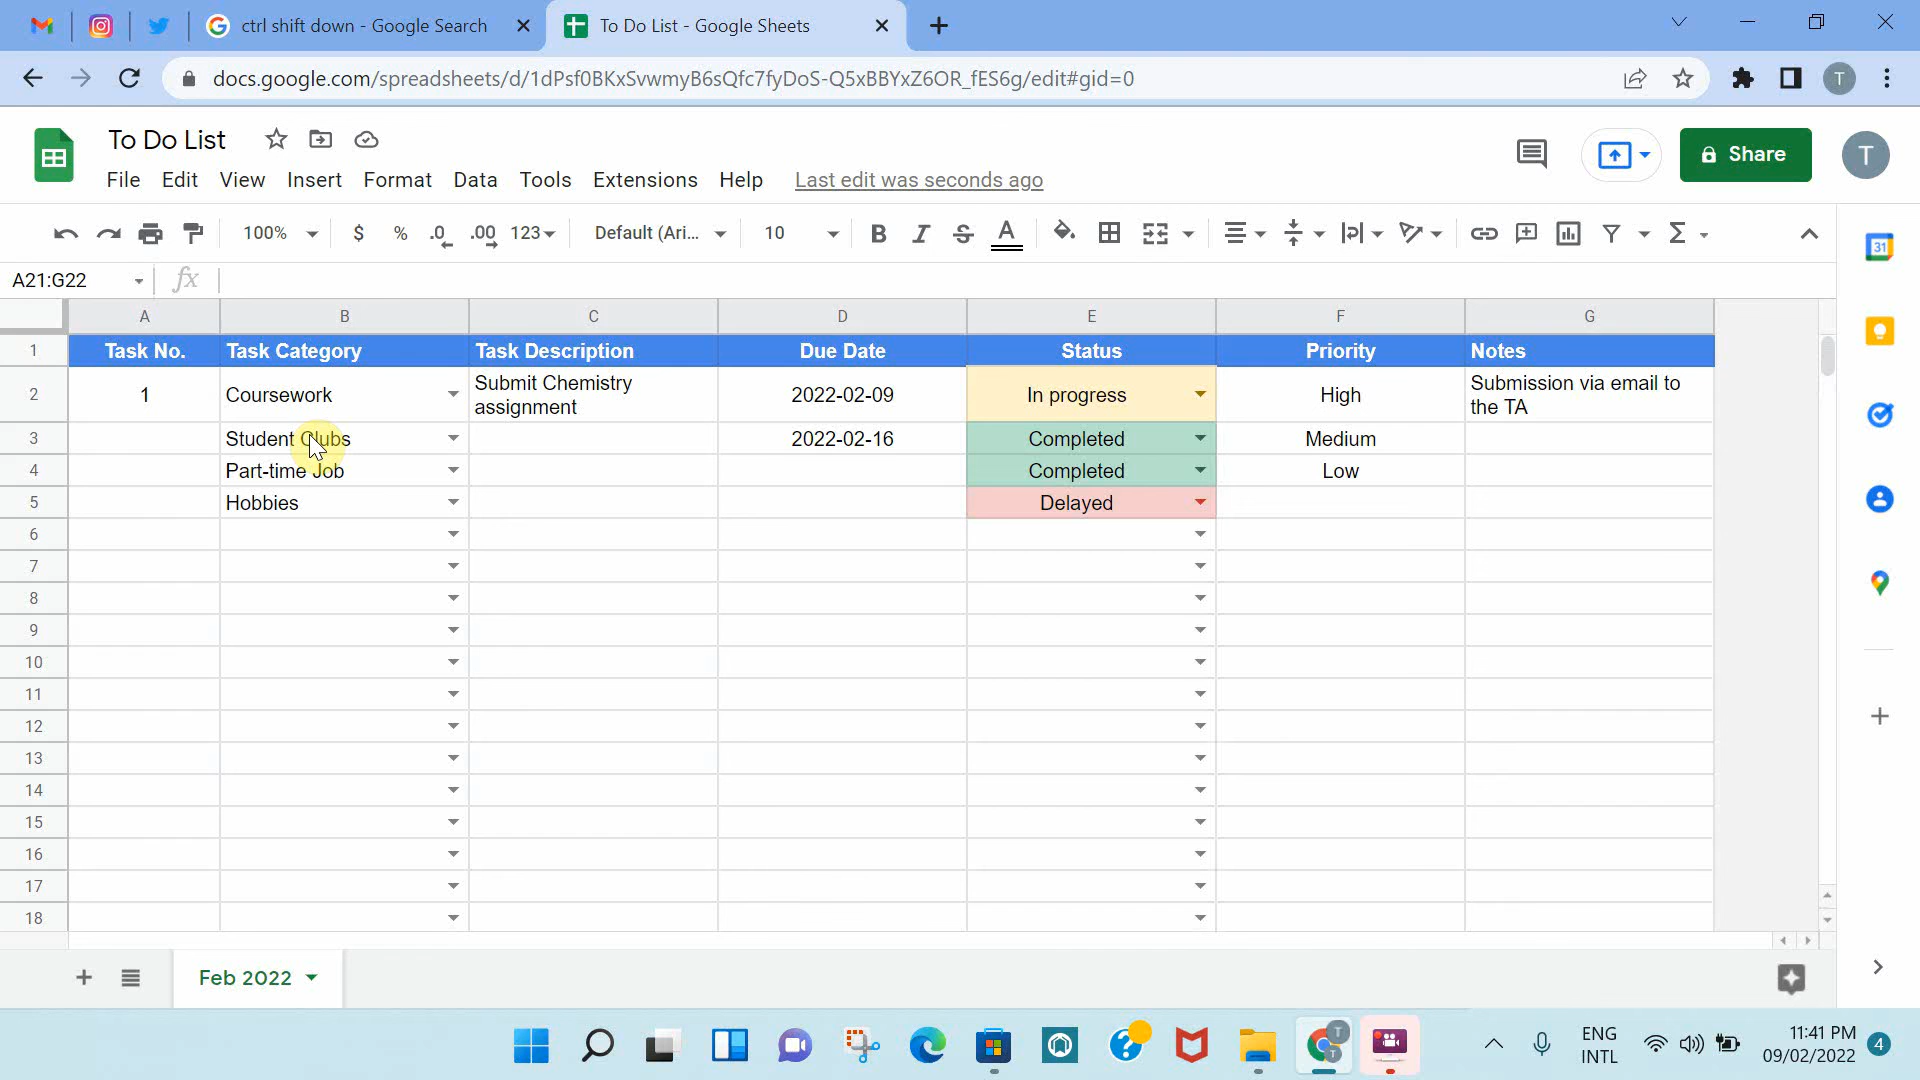 ctrl shift down - Google Search
To Do List - Google Sheets
docs.google.com/spreadsheets/d/1dPsf0BKxSvwmyB6sQfc7fyDoS-Q5xBBYxZ6OR_fES6g/edit#gid=0
T
To Do List
Share
T
File Edit View Insert Format Data Tools Extensions Help Last edit was seconds ago
100% $ % .0 .00 123 Default (Ari... 10 B I S A
A21:G22 fx
31
A B C D E F G
1 Task No. Task Category Task Description Due Date Status Priority Notes
2 1 Coursework Submit Chemistry assignment 2022-02-09 In progress High Submission via email to the TA
3 Student Clubs 2022-02-16 Completed Medium
4 Part-time Job Completed Low
5 Hobbies Delayed
6
7
8
9
10
11
12
13
14
15
16
17
18
Feb 2022
T
T
ENG
INTL
11:41 PM
09/02/2022
4